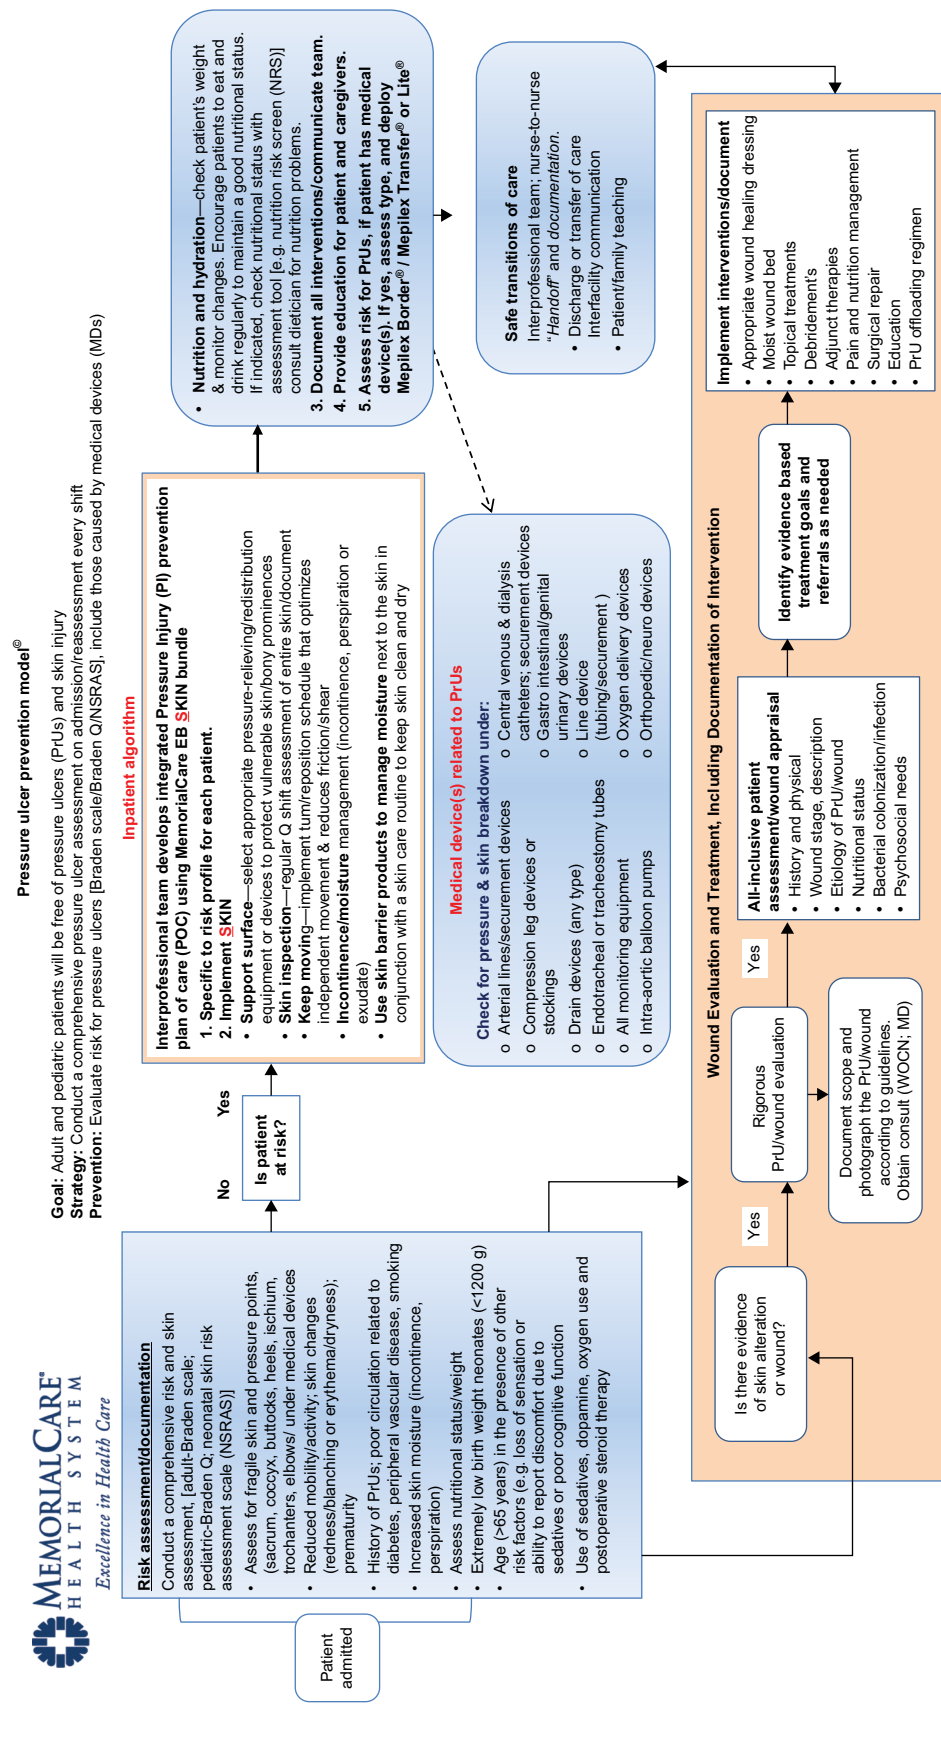 MEMORIALCARE®
HEALTH SYSTEM
Excellence in Health Care
Pressure ulcer prevention model©
Goal: Adult and pediatric patients will be free of pressure ulcers (PrUs) and skin injury
Strategy: Conduct a comprehensive pressure ulcer assessment on admission/reassessment every shift
Prevention: Evaluate risk for pressure ulcers [Braden scale/Braden Q/NSRAS], include those caused by medical devices (MDs)
Inpatient algorithm
Patient
admitted
Risk assessment/documentation
Conduct a comprehensive risk and skin
assessment, [adult-Braden scale;
pediatric-Braden Q; neonatal skin risk
assessment scale (NSRAS)]
• Assess for fragile skin and pressure points,
(sacrum, coccyx, buttocks, heels, ischium,
trochanters, elbows/ under medical devices
• Reduced mobility/activity; skin changes
(redness/blanching or erythema/dryness);
prematurity
• History of PrUs; poor circulation related to
diabetes, peripheral vascular disease, smoking
• Increased skin moisture (incontinence,
perspiration)
• Assess nutritional status/weight
• Extremely low birth weight neonates (<1200 g)
• Age (>65 years) in the presence of other
risk factors (e.g. loss of sensation or
ability to report discomfort due to
sedatives or poor cognitive function
• Use of sedatives, dopamine, oxygen use and
postoperative steroid therapy
No
Yes
Is patient
at risk?
Interprofessional team develops integrated Pressure Injury (PI) prevention
plan of care (POC) using MemorialCare EB SKIN bundle
1. Specific to risk profile for each patient.
2. Implement SKIN
• Support surface—select appropriate pressure-relieving/redistribution
equipment or devices to protect vulnerable skin/bony prominences
• Skin inspection—regular Q shift assessment of entire skin/document
• Keep moving—implement turn/reposition schedule that optimizes
independent movement & reduces friction/shear
• Incontinence/moisture management (incontinence, perspiration or
exudate)
• Use skin barrier products to manage moisture next to the skin in
conjunction with a skin care routine to keep skin clean and dry
• Nutrition and hydration—check patient's weight
& monitor changes. Encourage patients to eat and
drink regularly to maintain a good nutritional status.
If indicated, check nutritional status with
assessment tool [e.g. nutrition risk screen (NRS)]
consult dietician for nutrition problems.
3. Document all interventions/communicate team.
4. Provide education for patient and caregivers.
5. Assess risk for PrUs, if patient has medical
device(s). If yes, assess type, and deploy
Mepilex Border® / Mepilex Transfer® or Lite®
Medical device(s) related to PrUs
Check for pressure & skin breakdown under:
o Arterial lines/securement devices
o Compression leg devices or
stockings
o Drain devices (any type)
o Endotracheal or tracheostomy tubes
o All monitoring equipment
o Intra-aortic balloon pumps
o Central venous & dialysis
catheters; securement devices
o Gastro intestinal/genital
urinary devices
o Line device
(tubing/securement )
o Oxygen delivery devices
o Orthopedic/neuro devices
Safe transitions of care
Interprofessional team; nurse-to-nurse
“Handoff” and documentation.
• Discharge or transfer of care
Interfacility communication
• Patient/family teaching
Wound Evaluation and Treatment, Including Documentation of Intervention
Is there evidence
of skin alteration
or wound?
Yes
Rigorous
PrU/wound evaluation
Document scope and
photograph the PrU/wound
according to guidelines.
Obtain consult (WOCN; MD)
Yes
All-inclusive patient
assessment/wound appraisal
• History and physical
• Wound stage, description
• Etiology of PrU/wound
• Nutritional status
• Bacterial colonization/infection
• Psychosocial needs
Identify evidence based
treatment goals and
referrals as needed
Implement interventions/document
• Appropriate wound healing dressing
• Moist wound bed
• Topical treatments
• Debridement's
• Adjunct therapies
• Pain and nutrition management
• Surgical repair
• Education
• PrU offloading regimen